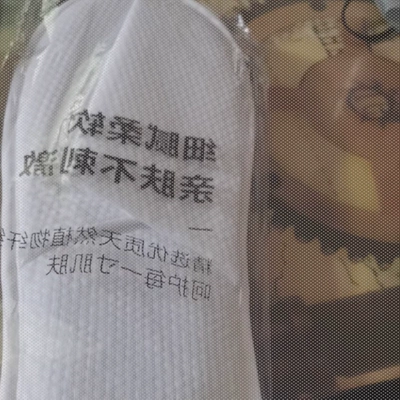 细腻柔软
亲肤不刺激
精选优质天然植物纤
呵护每一寸肌肤